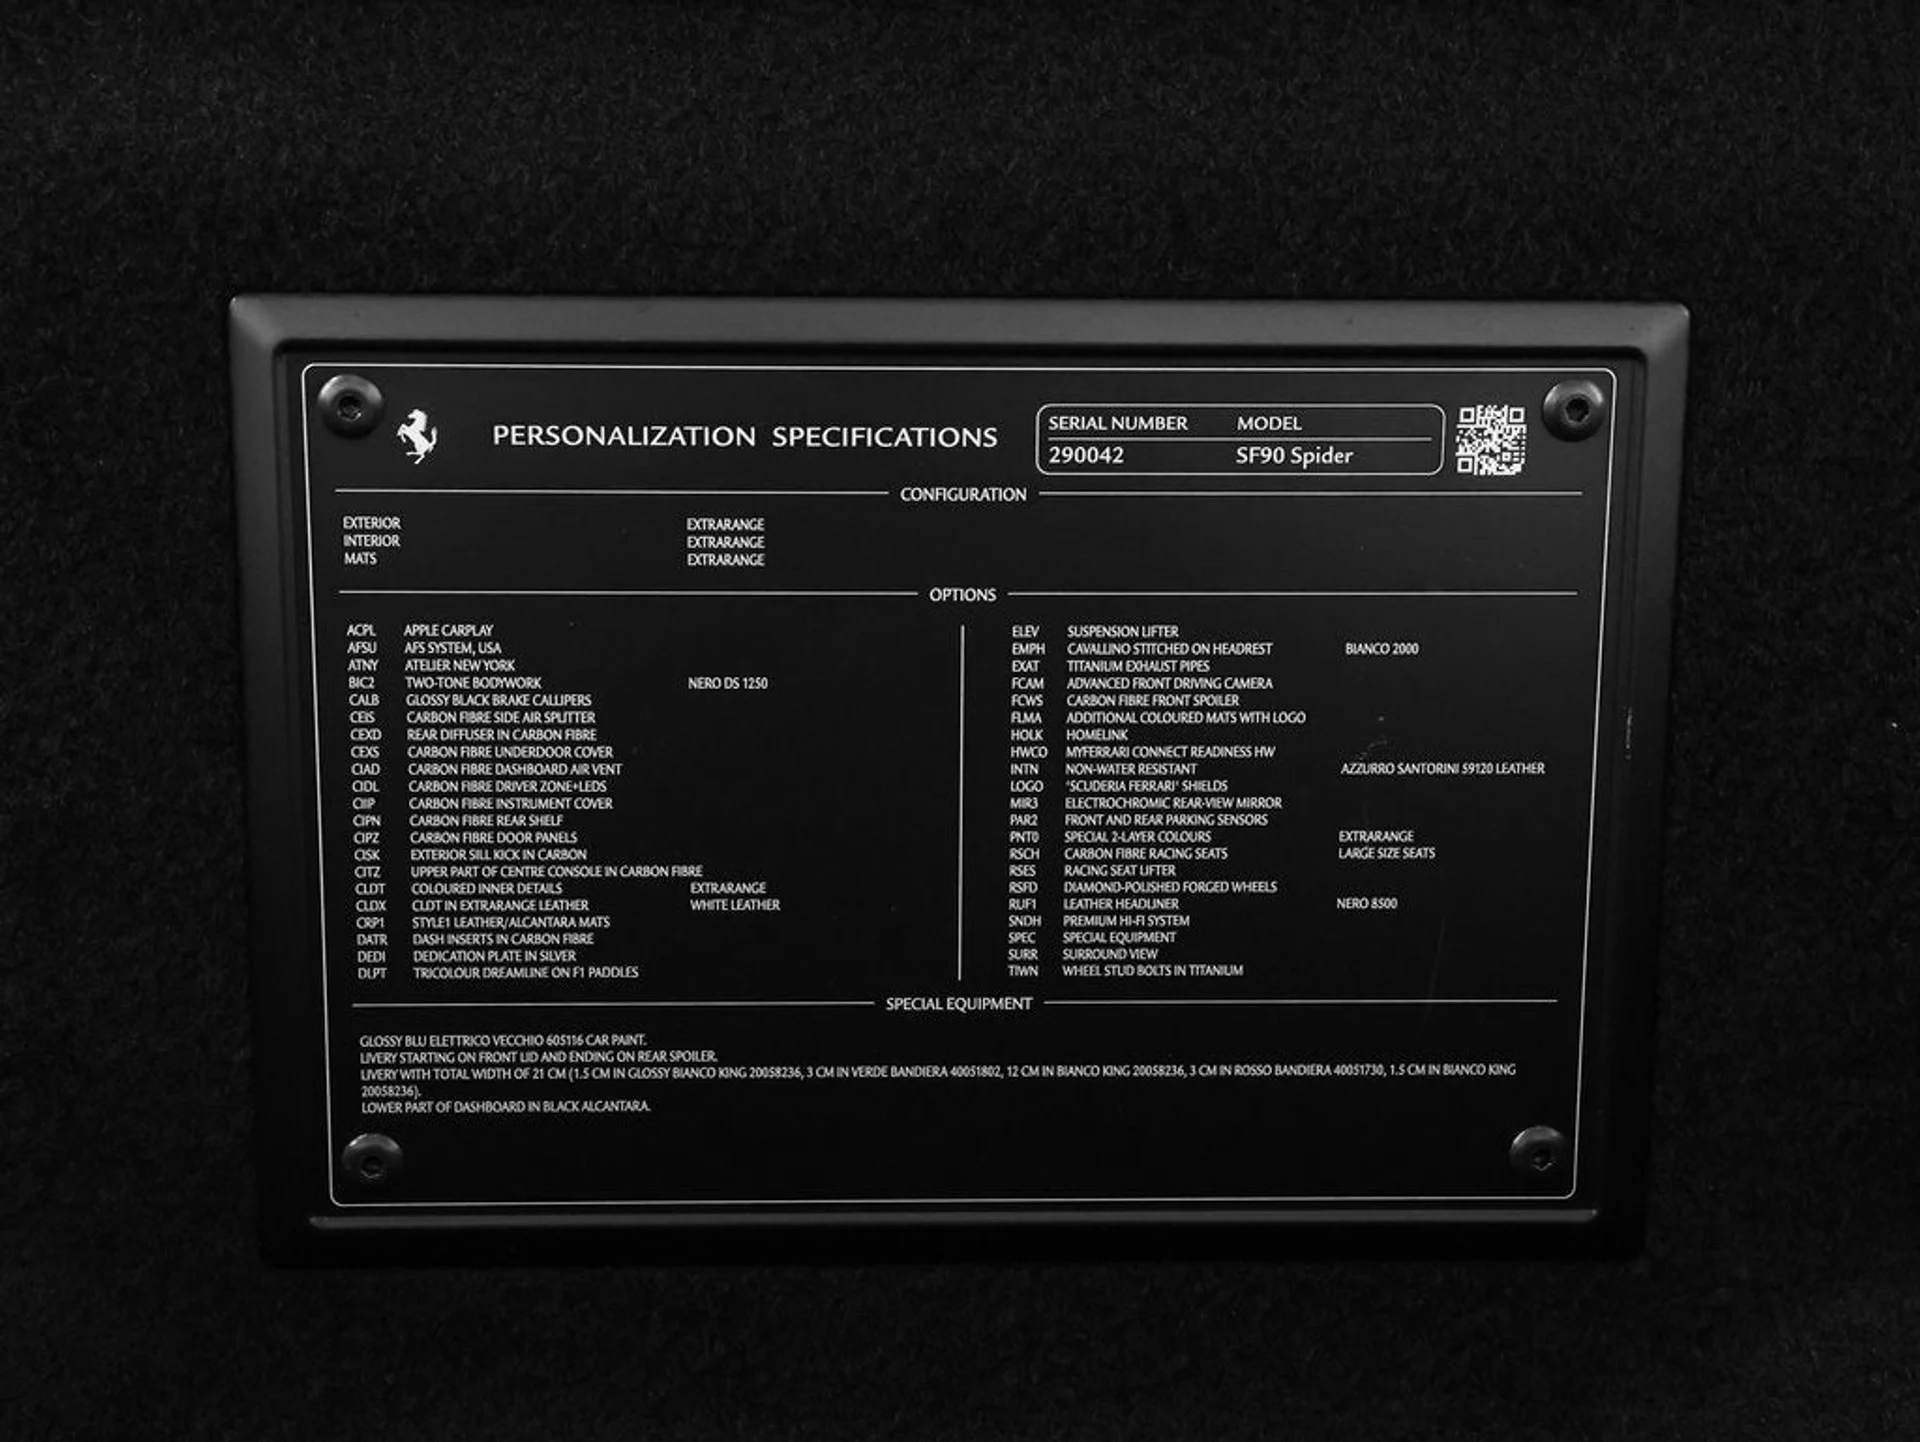 PERSONALIZATION SPECIFICATIONS
SERIAL NUMBER MODEL
290042 SF90 Spider
CONFIGURATION
EXTERIOR EXTRARANGE
INTERIOR EXTRARANGE
MATS EXTRARANGE
OPTIONS
ACPL APPLE CARPLAY
AFSU AFS SYSTEM, USA
ATNY ATELIER NEW YORK
BIC2 TWO-TONE BODYWORK NERO DS 1250
CALB GLOSSY BLACK BRAKE CALLIPERS
CEIS CARBON FIBRE SIDE AIR SPLITTER
CEXD REAR DIFFUSER IN CARBON FIBRE
CEXS CARBON FIBRE UNDERDOOR COVER
CIAD CARBON FIBRE DASHBOARD AIR VENT
CIDL CARBON FIBRE DRIVER ZONE+LEDS
CIIP CARBON FIBRE INSTRUMENT COVER
CIPN CARBON FIBRE REAR SHELF
CIPZ CARBON FIBRE DOOR PANELS
CISK EXTERIOR SILL KICK IN CARBON
CITZ UPPER PART OF CENTRE CONSOLE IN CARBON FIBRE
CLDT COLOURED INNER DETAILS EXTRARANGE
CLDX CLDT IN EXTRARANGE LEATHER WHITE LEATHER
CRP1 STYLE1 LEATHER/ALCANTARA MATS
DATR DASH INSERTS IN CARBON FIBRE
DEDI DEDICATION PLATE IN SILVER
DLPT TRICOLOUR DREAMLINE ON F1 PADDLES
ELEV SUSPENSION LIFTER
EMPH CAVALLINO STITCHED ON HEADREST BIANCO 2000
EXAT TITANIUM EXHAUST PIPES
FCAM ADVANCED FRONT DRIVING CAMERA
FCWS CARBON FIBRE FRONT SPOILER
FLMA ADDITIONAL COLOURED MATS WITH LOGO
HOLK HOMELINK
HWCO MYFERRARI CONNECT READINESS HW
INTN NON-WATER RESISTANT AZZURRO SANTORINI 59120 LEATHER
LOGO 'SCUDERIA FERRARI' SHIELDS
MIR3 ELECTROCHROMIC REAR-VIEW MIRROR
PAR2 FRONT AND REAR PARKING SENSORS
PNT0 SPECIAL 2-LAYER COLOURS EXTRARANGE
RSCH CARBON FIBRE RACING SEATS LARGE SIZE SEATS
RSES RACING SEAT LIFTER
RSFD DIAMOND-POLISHED FORGED WHEELS
RUF1 LEATHER HEADLINER NERO 8500
SNDH PREMIUM HI-FI SYSTEM
SPEC SPECIAL EQUIPMENT
SURR SURROUND VIEW
TIWN WHEEL STUD BOLTS IN TITANIUM
SPECIAL EQUIPMENT
GLOSSY BLU ELETTRICO VECCHIO 605116 CAR PAINT.
LIVERY STARTING ON FRONT LID AND ENDING ON REAR SPOILER.
LIVERY WITH TOTAL WIDTH OF 21 CM (1.5 CM IN GLOSSY BIANCO KING 20058236, 3 CM IN VERDE BANDIERA 40051802, 12 CM IN BIANCO KING 20058236, 3 CM IN ROSSO BANDIERA 40051730, 1.5 CM IN BIANCO KING
20058236).
LOWER PART OF DASHBOARD IN BLACK ALCANTARA.